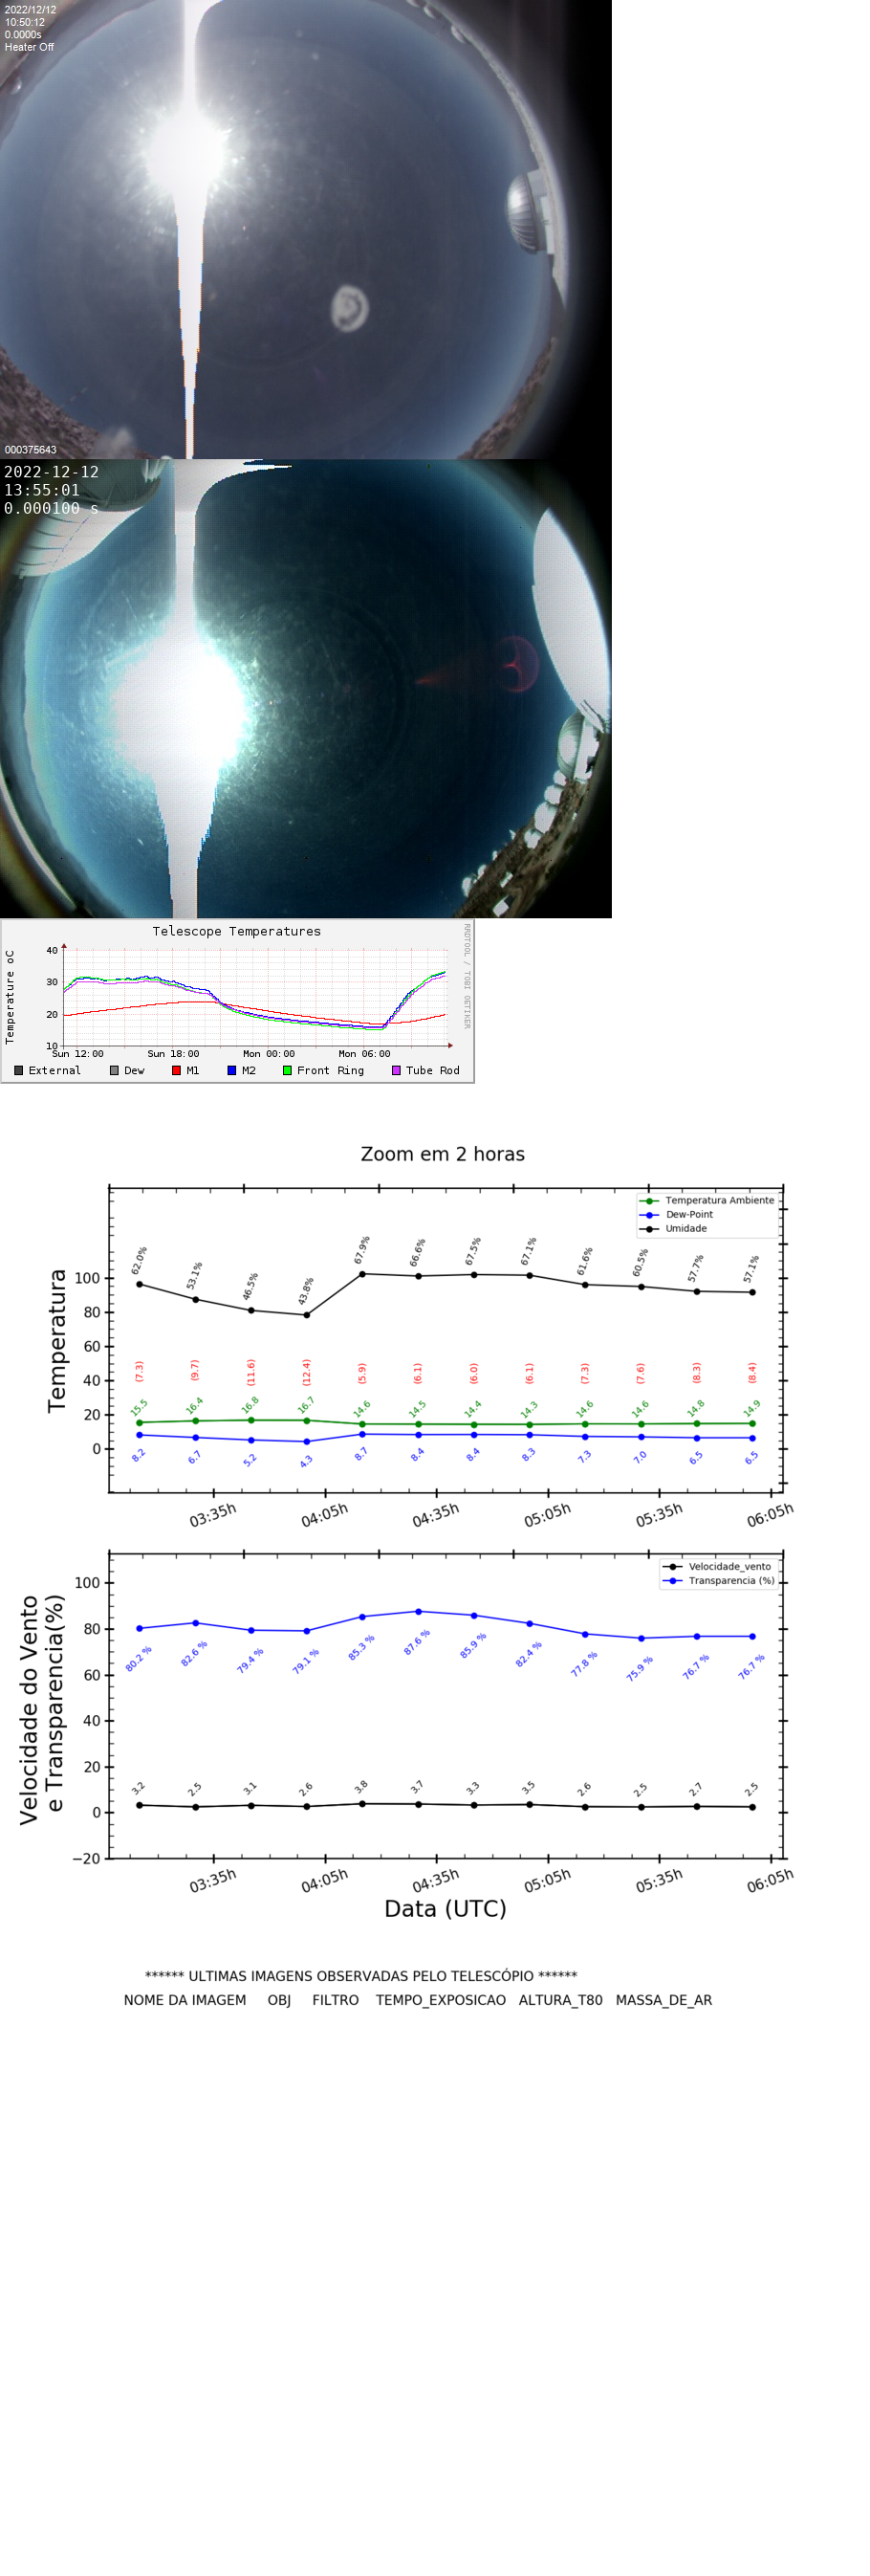 2022/12/12
10:50:12
0.0000s
Heater Off
000375643
2022-12-12
13:55:01
0.000100 s
Telescope Temperatures
RRDTOOL / TOBI OETIKER
Temperature oC
40
30
20
10
Sun 12:00 Sun 18:00 Mon 00:00 Mon 06:00
External Dew M1 M2 Front Ring Tube Rod
Zoom em 2 horas
Temperatura Ambiente
Dew-Point
Umidade
Temperatura
100
80
60
40
20
0
62.0% 53.1% 46.5% 43.8% 67.9% 66.6% 67.5% 67.1% 61.6% 60.5% 57.7% 57.1%
(7.3) (9.7) (11.6) (12.4) (5.9) (6.1) (6.0) (6.1) (7.3) (7.6) (8.3) (8.4)
15.5 16.4 16.8 16.7 14.6 14.5 14.4 14.3 14.6 14.6 14.8 14.9
8.2 6.7 5.2 4.3 8.7 8.4 8.4 8.3 7.3 7.0 6.5 6.5
03:35h 04:05h 04:35h 05:05h 05:35h 06:05h
Velocidade_vento
Transparencia (%)
Velocidade do Vento
e Transparencia(%)
100
80
60
40
20
0
−20
80.2 % 82.6 % 79.4 % 79.1 % 85.3 % 87.6 % 85.9 % 82.4 % 77.8 % 75.9 % 76.7 % 76.7 %
3.2 2.5 3.1 2.6 3.8 3.7 3.3 3.5 2.6 2.5 2.7 2.5
03:35h 04:05h 04:35h 05:05h 05:35h 06:05h
Data (UTC)
****** ULTIMAS IMAGENS OBSERVADAS PELO TELESCÓPIO ******
NOME DA IMAGEM OBJ FILTRO TEMPO_EXPOSICAO ALTURA_T80 MASSA_DE_AR